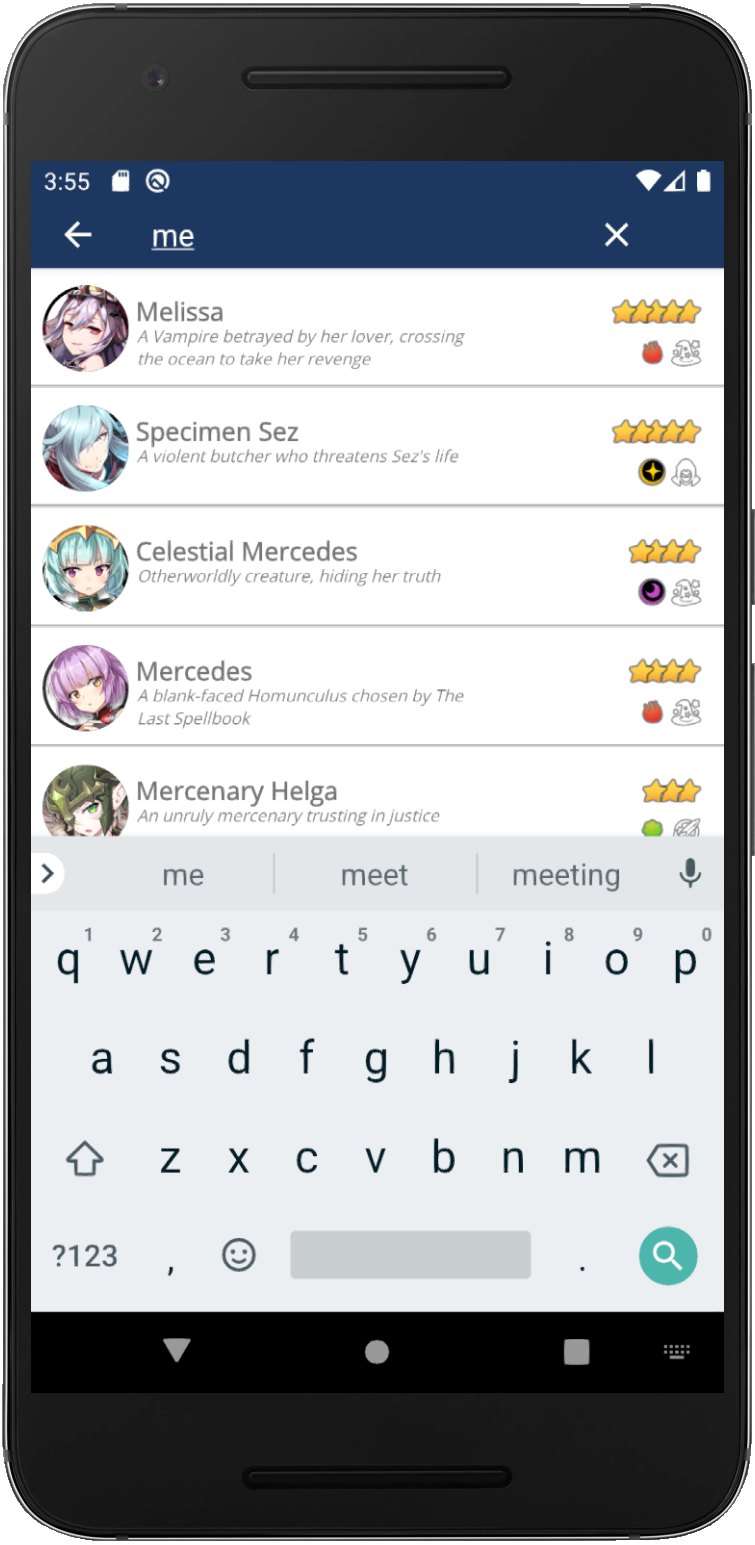 3:55
me
Melissa
A Vampire betrayed by her lover, crossing
the ocean to take her revenge
Specimen Sez
A violent butcher who threatens Sez's life
Celestial Mercedes
Otherworldly creature, hiding her truth
Mercedes
A blank-faced Homunculus chosen by The
Last Spellbook
Mercenary Helga
An unruly mercenary trusting in justice
me meet meeting
1 2 3 4 5 6 7 8 9 0
q w e r t y u i o p
a s d f g h j k l
z x c v b n m
?123 , .